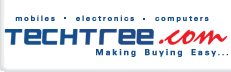 mobiles • electronics • computers
TECHTREE.com
Making Buying Easy...